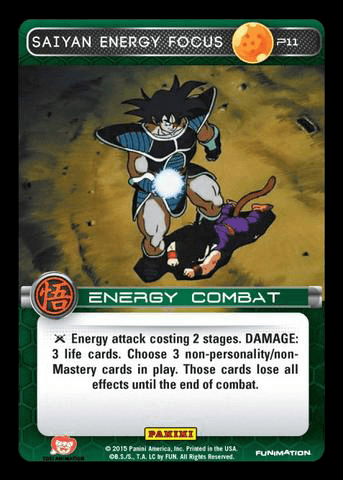 SAIYAN ENERGY FOCUS P11
悟
ENERGY COMBAT
Energy attack costing 2 stages. DAMAGE:
3 life cards. Choose 3 non-personality/non-
Mastery cards in play. Those cards lose all
effects until the end of combat.
PANINI
© 2015 Panini America, Inc. Printed in the USA.
©B.S./S., T.A. LC by FUN. All Rights Reserved.
TOEI ANIMATION
FUNIMATION